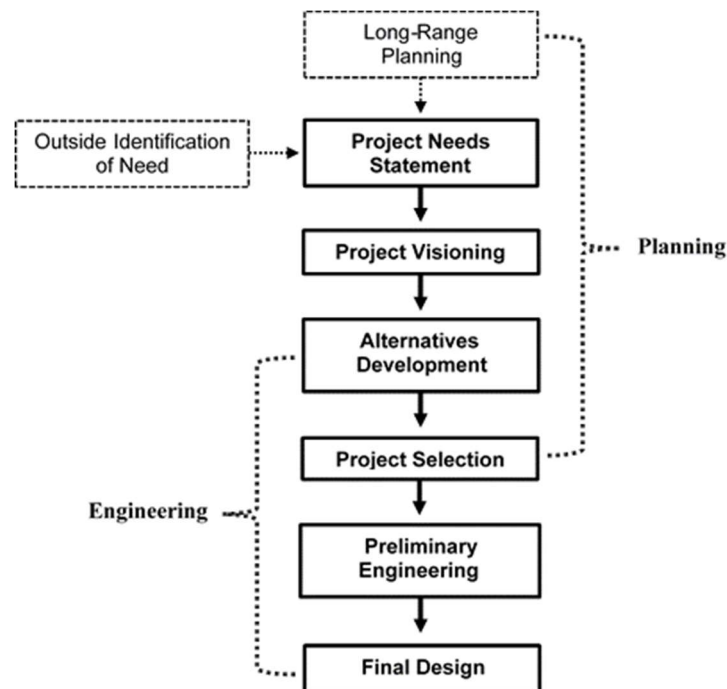 Long-Range
Planning
Outside Identification
of Need
Project Needs
Statement
Project Visioning
Planning
Alternatives
Development
Project Selection
Engineering
Preliminary
Engineering
Final Design